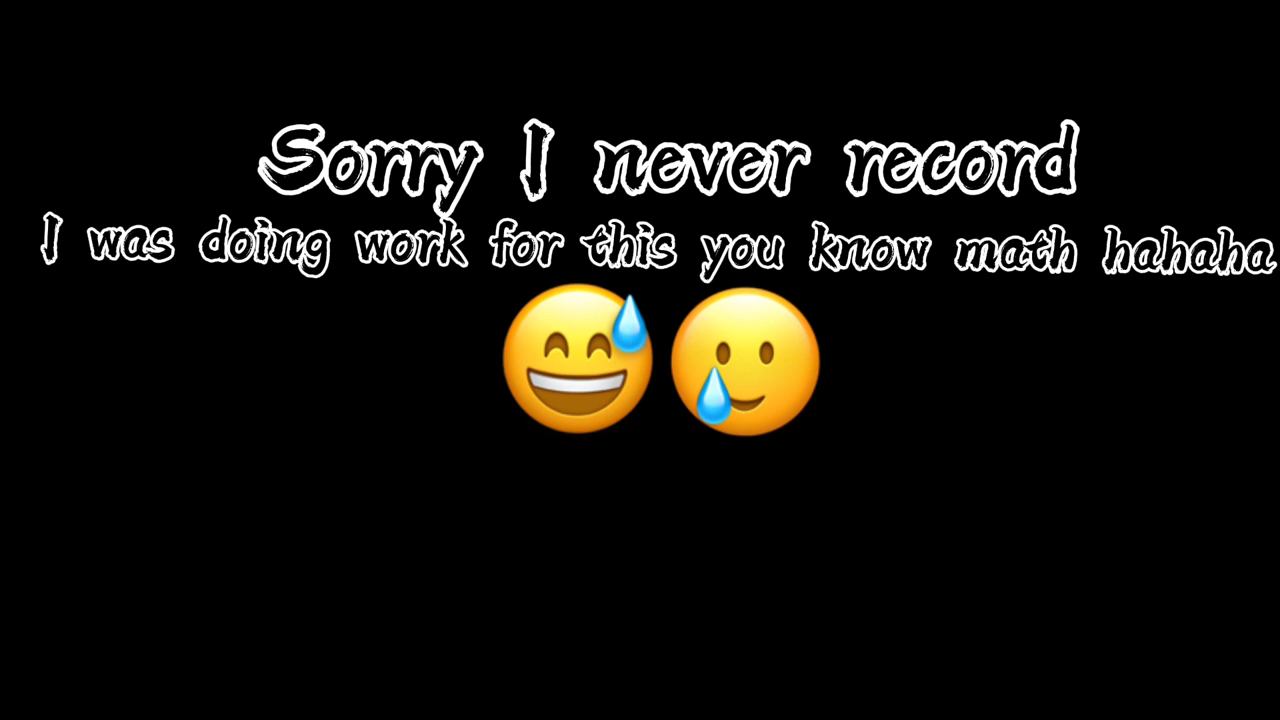 Sorry I never record
I was doing work for this you know math hahaha
😅🥲